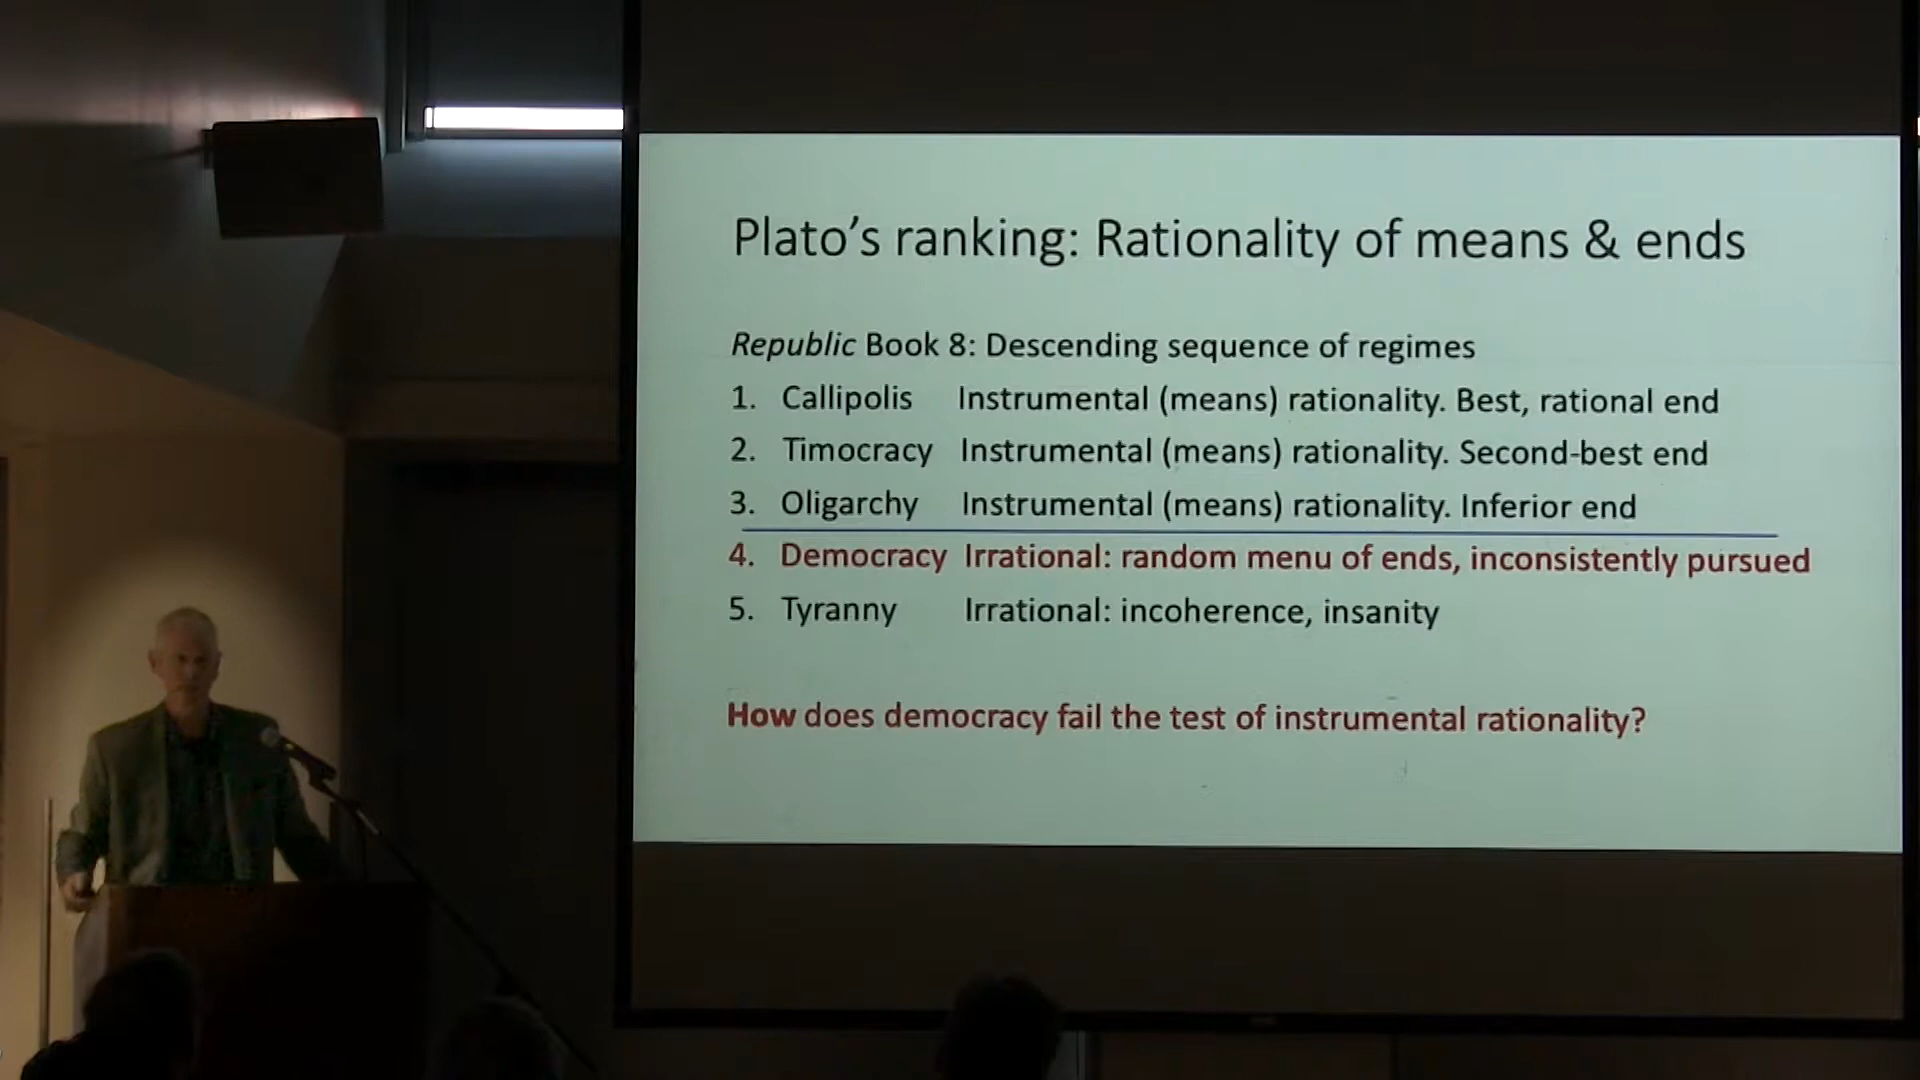 Plato’s ranking: Rationality of means & ends
Republic Book 8: Descending sequence of regimes
1. Callipolis Instrumental (means) rationality. Best, rational end
2. Timocracy Instrumental (means) rationality. Second-best end
3. Oligarchy Instrumental (means) rationality. Inferior end
4. Democracy Irrational: random menu of ends, inconsistently pursued
5. Tyranny Irrational: incoherence, insanity
How does democracy fail the test of instrumental rationality?